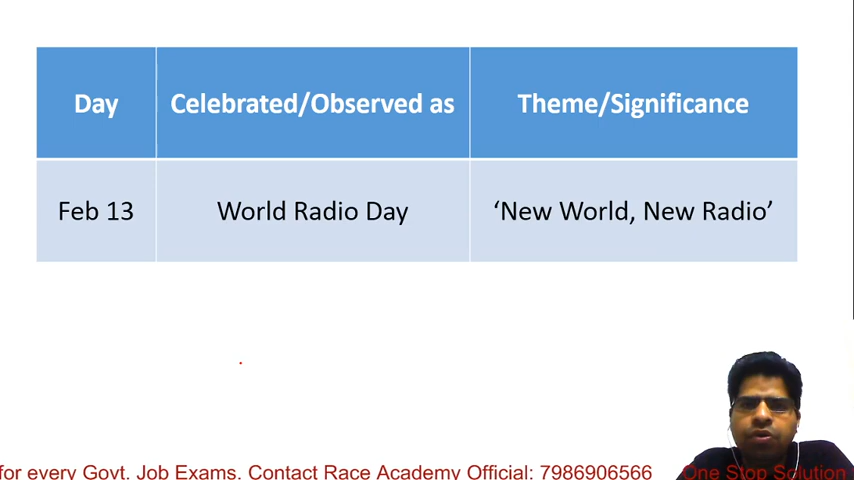 Day
Celebrated/Observed as
Theme/Significance
Feb 13
World Radio Day
‘New World, New Radio’
for every Govt. Job Exams. Contact Race Academy Official: 7986906566 One Stop Solution